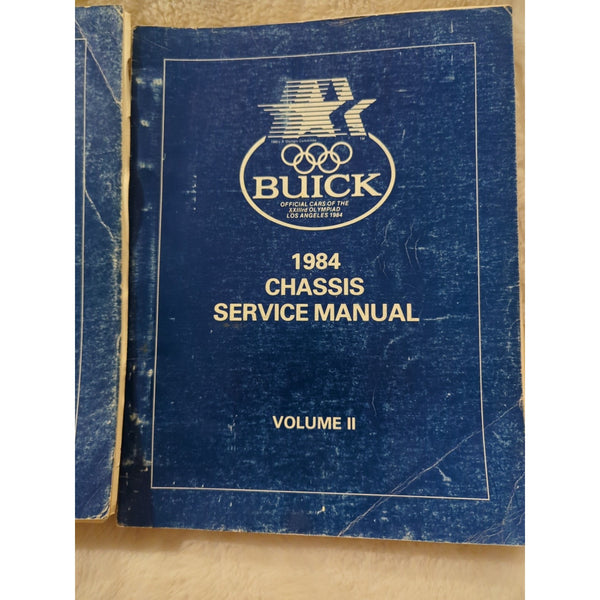 BUICK
OFFICIAL CARS OF THE
XXIIIrd OLYMPIAD
LOS ANGELES 1984
1984
CHASSIS
SERVICE MANUAL
VOLUME II